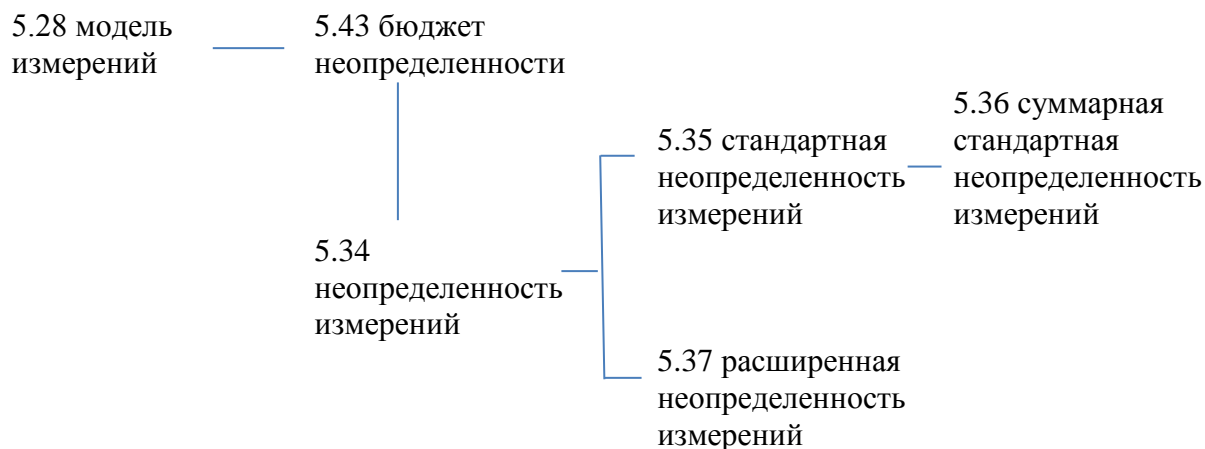 5.28 модель
измерений
5.43 бюджет
неопределенности
5.36 суммарная
стандартная
неопределенность
измерений
5.35 стандартная
неопределенность
измерений
5.34
неопределенность
измерений
5.37 расширенная
неопределенность
измерений